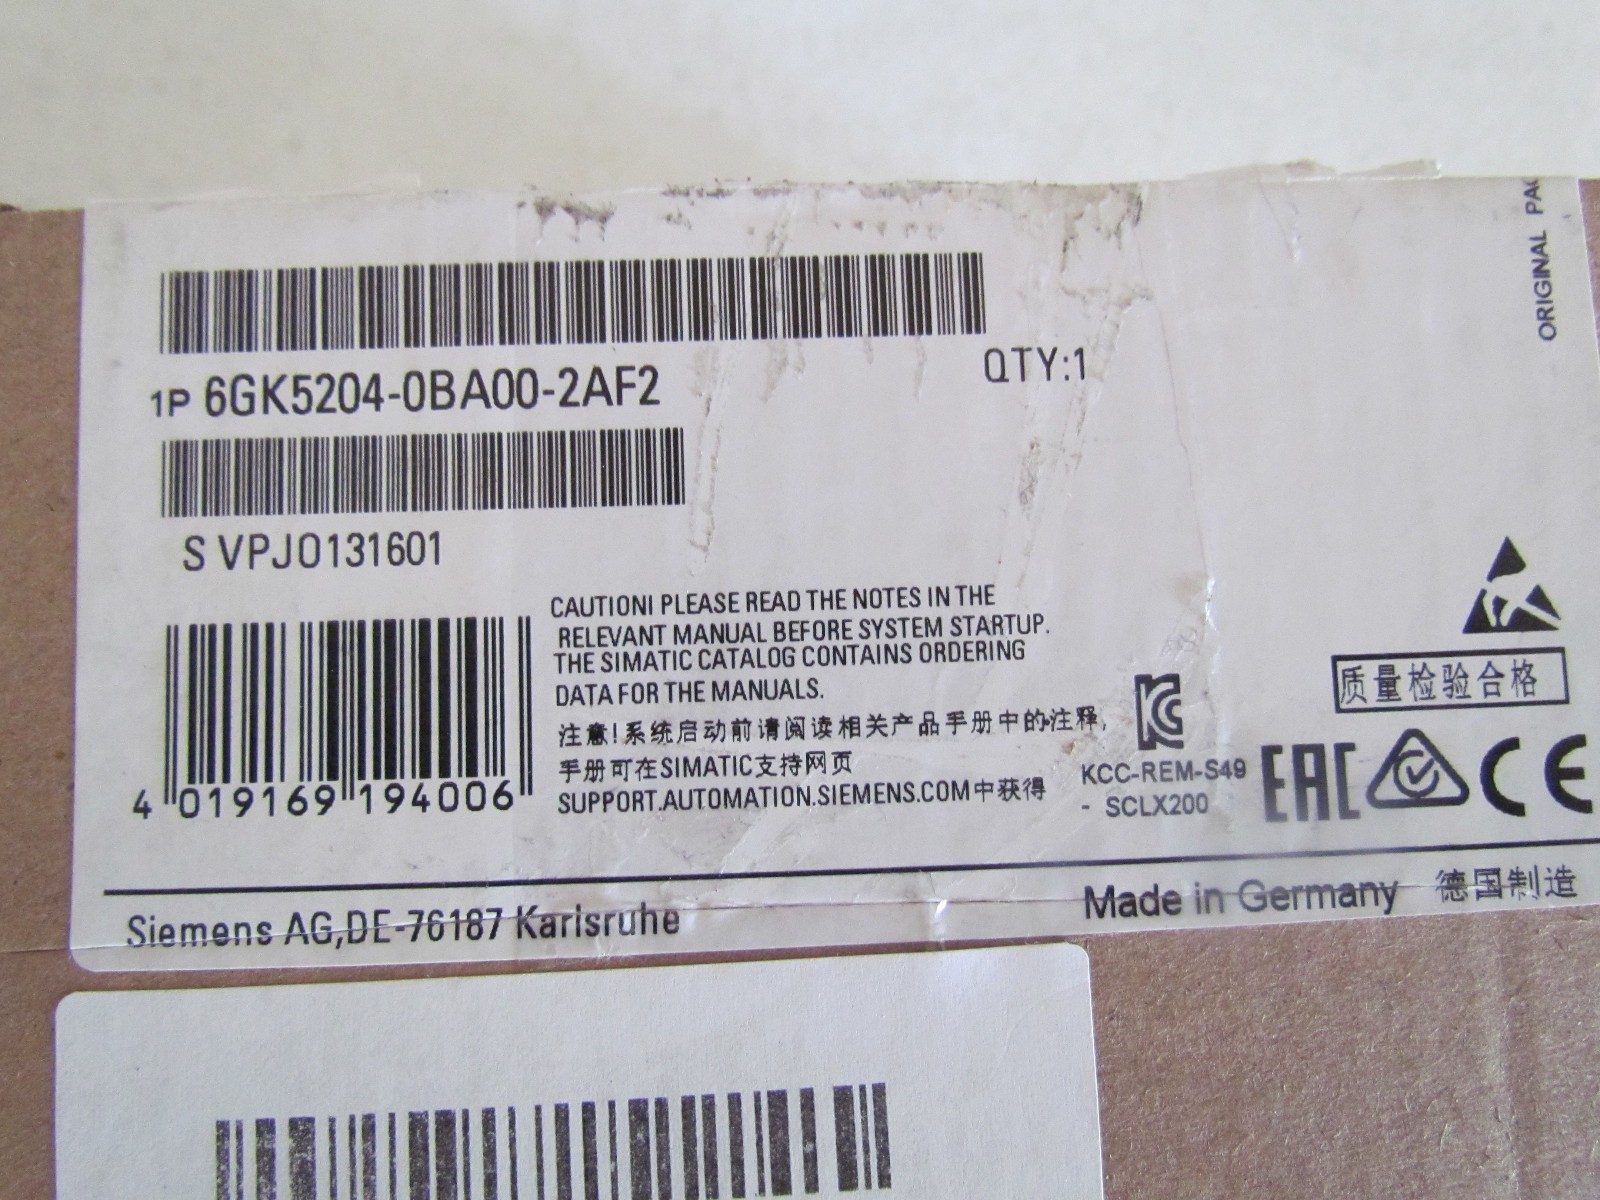 ORIGINAL
1P 6GK5204-0BA00-2AF2
QTY:1
S VPJO131601
CAUTION! PLEASE READ THE NOTES IN THE
RELEVANT MANUAL BEFORE SYSTEM STARTUP.
THE SIMATIC CATALOG CONTAINS ORDERING
DATA FOR THE MANUALS.
注意!系统启动前请阅读相关产品手册中的注释,
手册可在SIMATIC支持网页
SUPPORT.AUTOMATION.SIEMENS.COM中获得
4 019169 194006
KCC-REM-S49
- SCLX200
质量检验合格
EAC
CE
Siemens AG,DE-76187 Karlsruhe
Made in Germany 德国制造